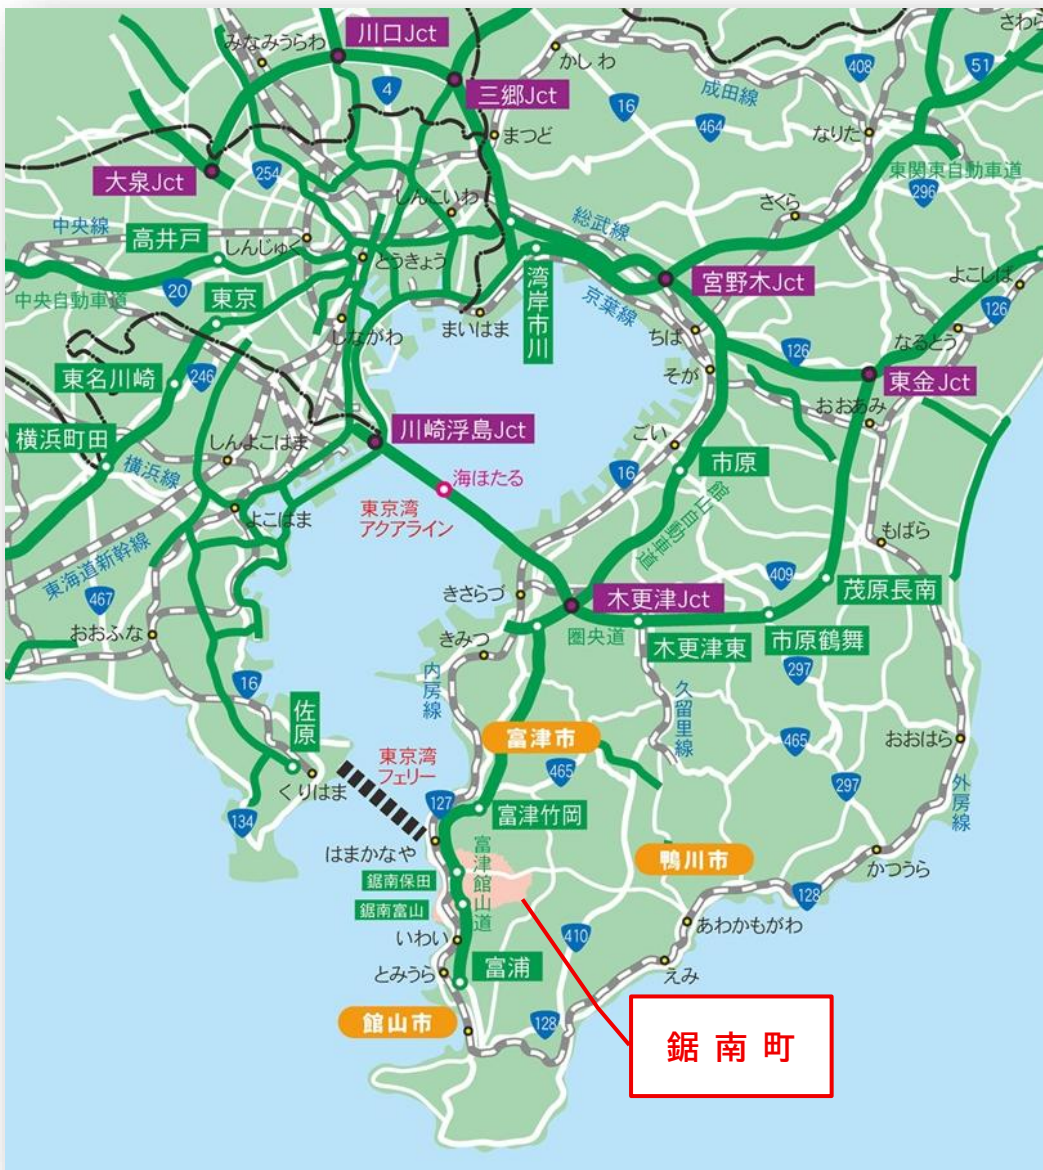 さわら
川口Jct
みなみうらわ
かしわ
408
51
成田線
4
三郷Jct
16
まつど
464
なりた
大泉Jct
254
しんこいわ
東関東自動車道
296
中央線
高井戸
しんじゅく
とうきょう
総武線
さくら
中央自動車道
20
東京
湾岸市川
京葉線
宮野木Jct
よこしば
126
まいはま
しながわ
ちば
126
なるとう
東名川崎
246
そが
東金Jct
おおあみ
横浜町田
横浜線
しんよこはま
川崎浮島Jct
海ほたる
ごい
16
市原
東京湾
アクアライン
館山自動車道
よこはま
東海道新幹線
もばら
467
きさらづ
木更津Jct
409
茂原長南
おおふな
きみつ
圏央道
木更津東
市原鶴舞
297
16
内房線
久留里線
佐原
富津市
465
465
おおはら
東京湾
フェリー
297
外房線
くりはま
134
127
富津竹岡
はまかなや
富津館山道
鴨川市
かつうら
鋸南保田
128
鋸南富山
いわい
410
あわかもがわ
とみうら
富浦
えみ
館山市
128
鋸南町